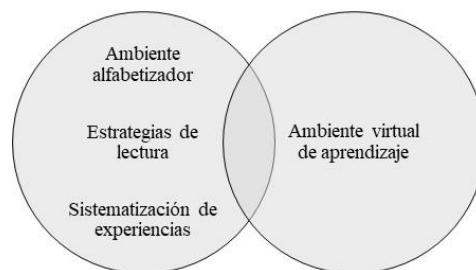 Ambiente
alfabetizador
Estrategias de
lectura
Sistematización de
experiencias
Ambiente virtual
de aprendizaje